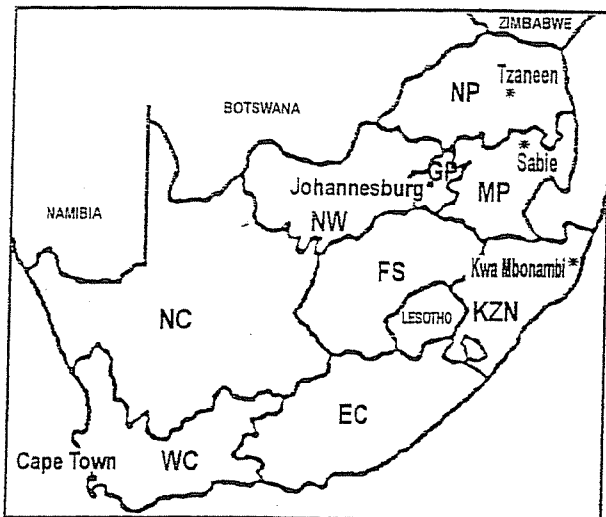 ZIMBABWE
Tzaneen
*
NP
BOTSWANA
*
Sabie
GP
Johannesburg
MP
NAMIBIA
NW
Kwa Mbonambi *
FS
LESOTHO
KZN
NC
EC
Cape Town
WC